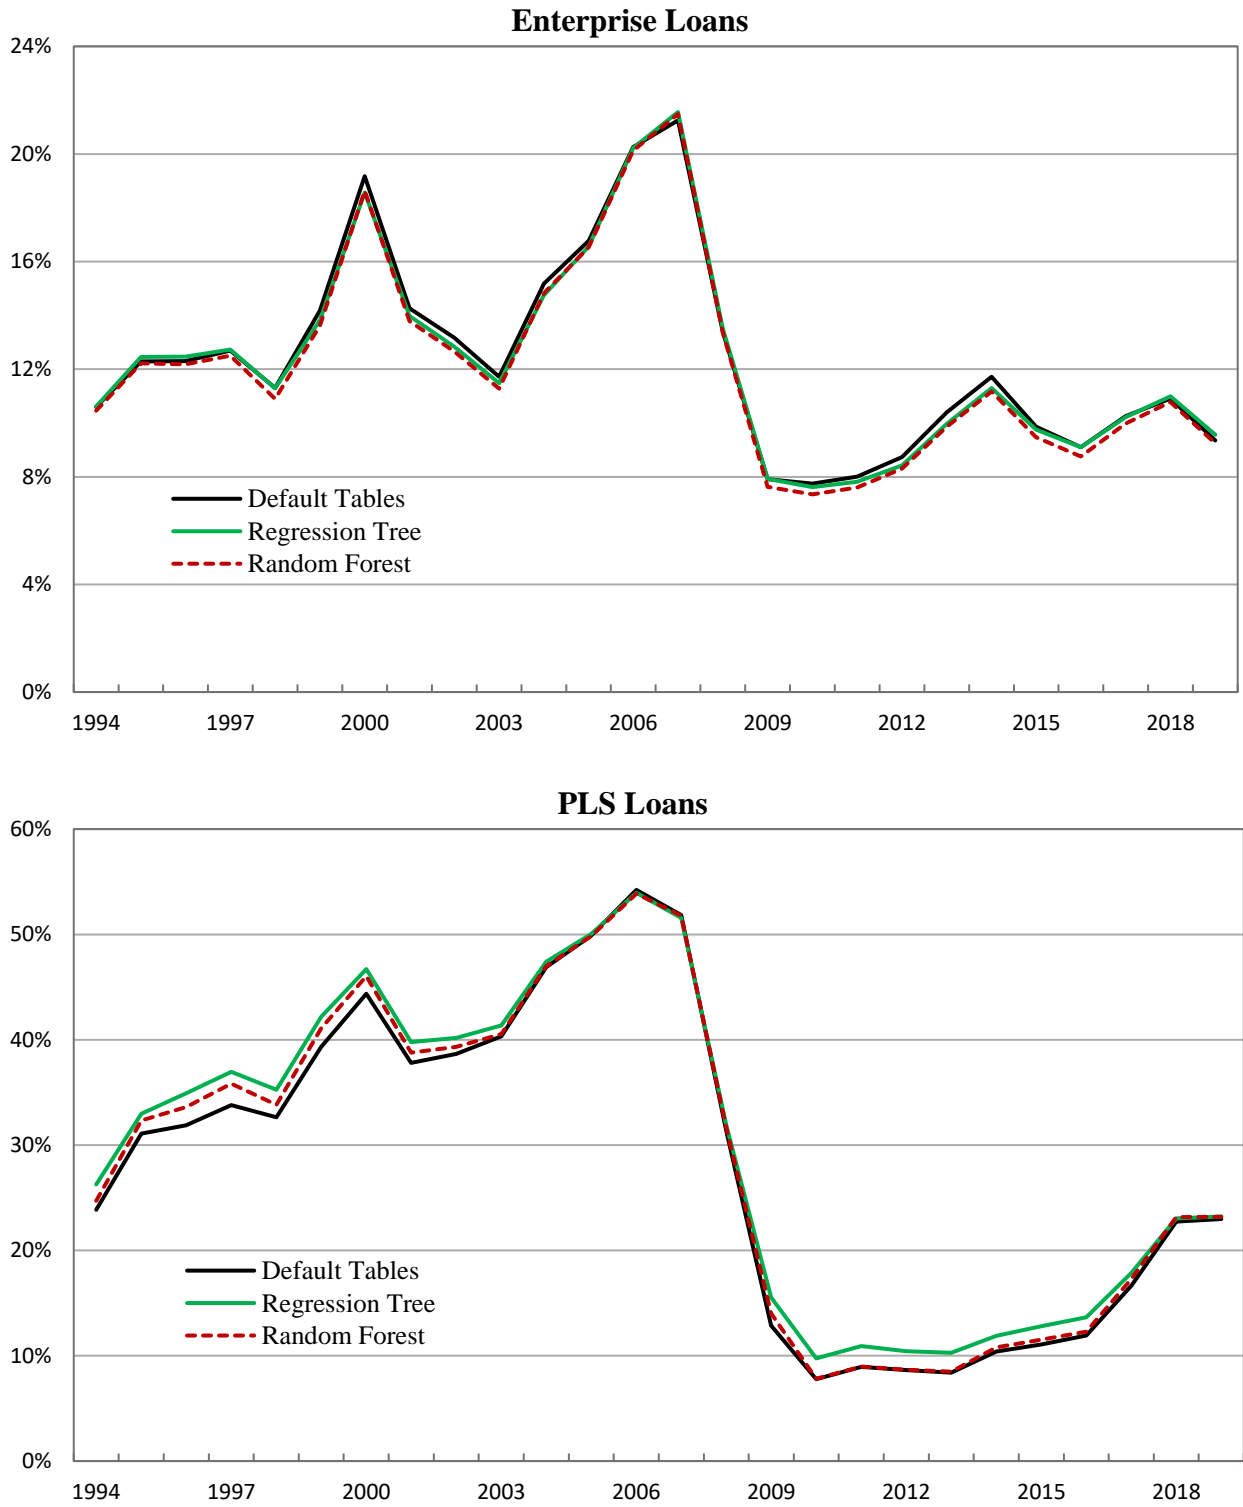 Enterprise Loans
24%
20%
16%
12%
8%
4%
0%
Default Tables
Regression Tree
Random Forest
1994 1997 2000 2003 2006 2009 2012 2015 2018
PLS Loans
60%
50%
40%
30%
20%
10%
0%
Default Tables
Regression Tree
Random Forest
1994 1997 2000 2003 2006 2009 2012 2015 2018